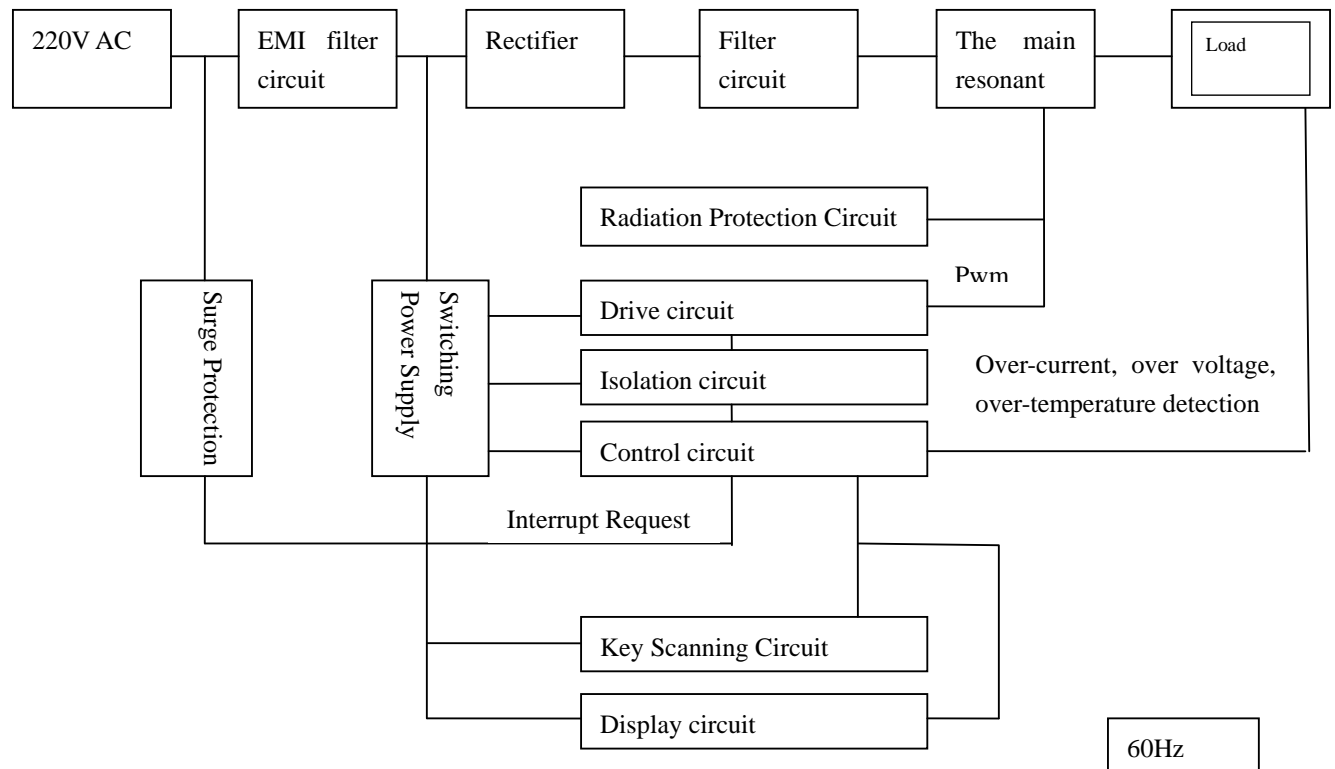 220V AC
EMI filter
circuit
Rectifier
Filter
circuit
The main
resonant
Load
Radiation Protection Circuit
Pwm
Surge Protection
Switching
Power Supply
Drive circuit
Isolation circuit
Control circuit
Over-current, over voltage,
over-temperature detection
Interrupt Request
Key Scanning Circuit
Display circuit
60Hz